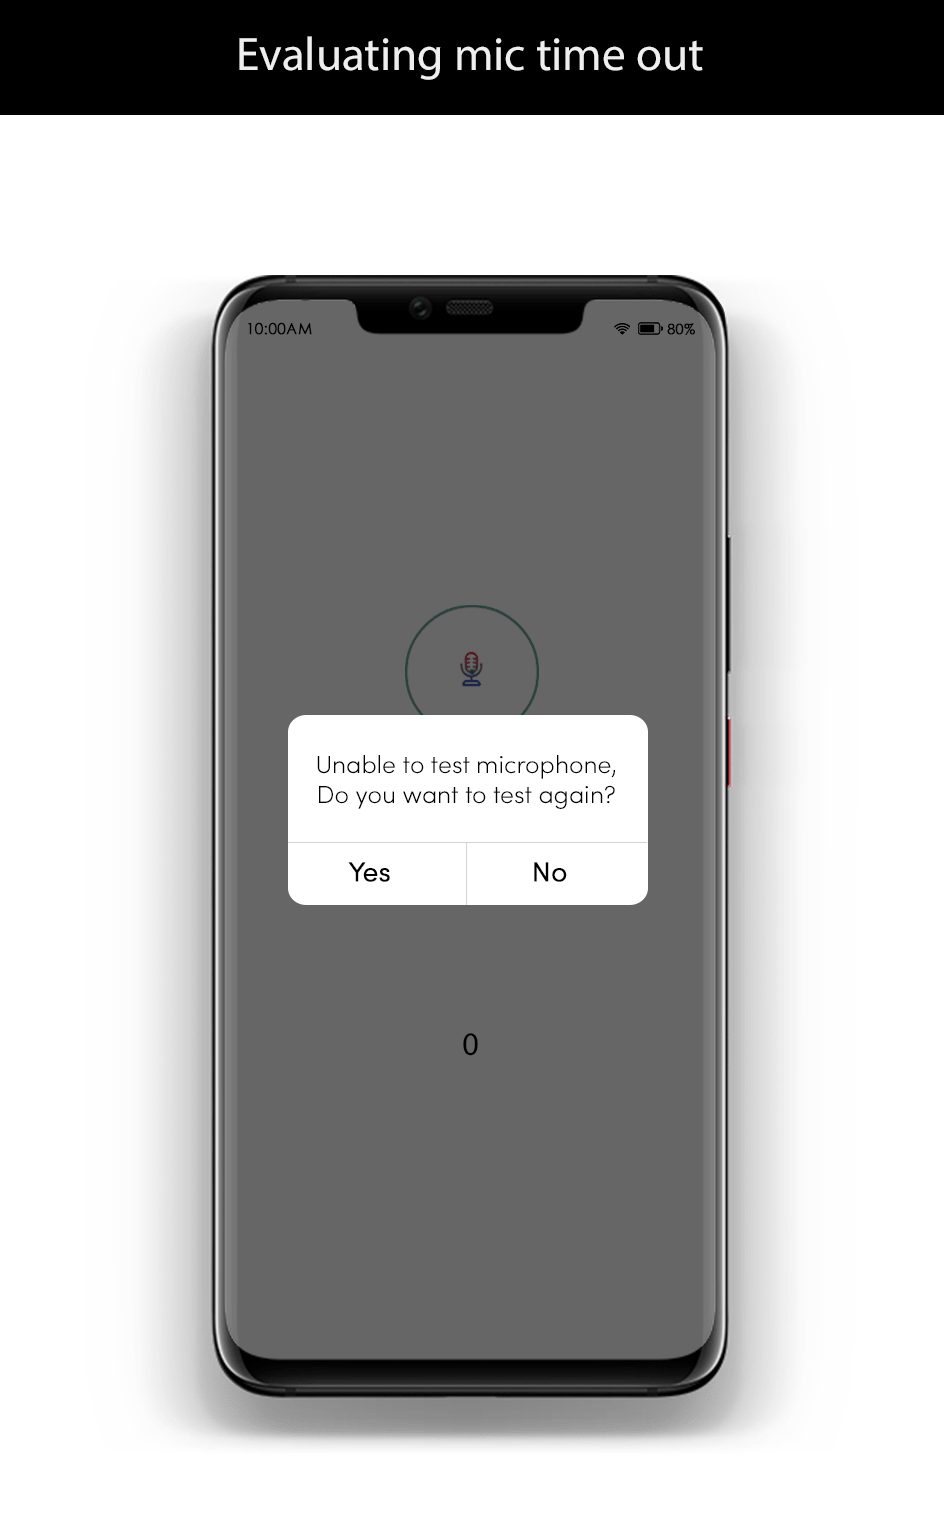 Evaluating mic time out
10:00AM 80%
Unable to test microphone,
Do you want to test again?
Yes No
0